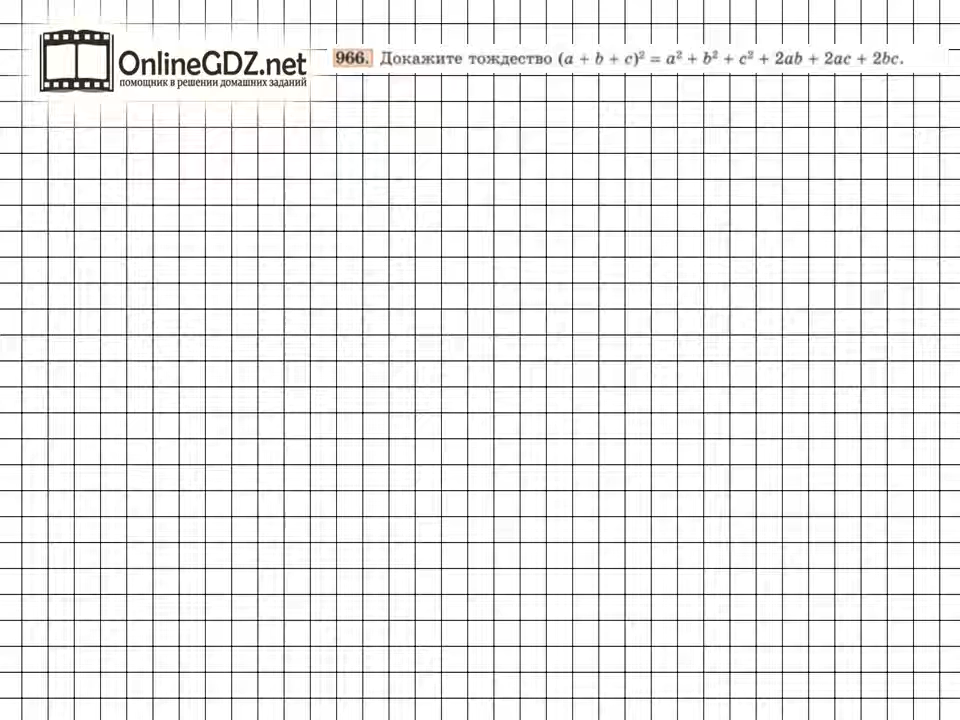 OnlineGDZ.net
помощник в решении домашних заданий
966. Докажите тождество (a + b + c)² = a² + b² + c² + 2ab + 2ac + 2bc.